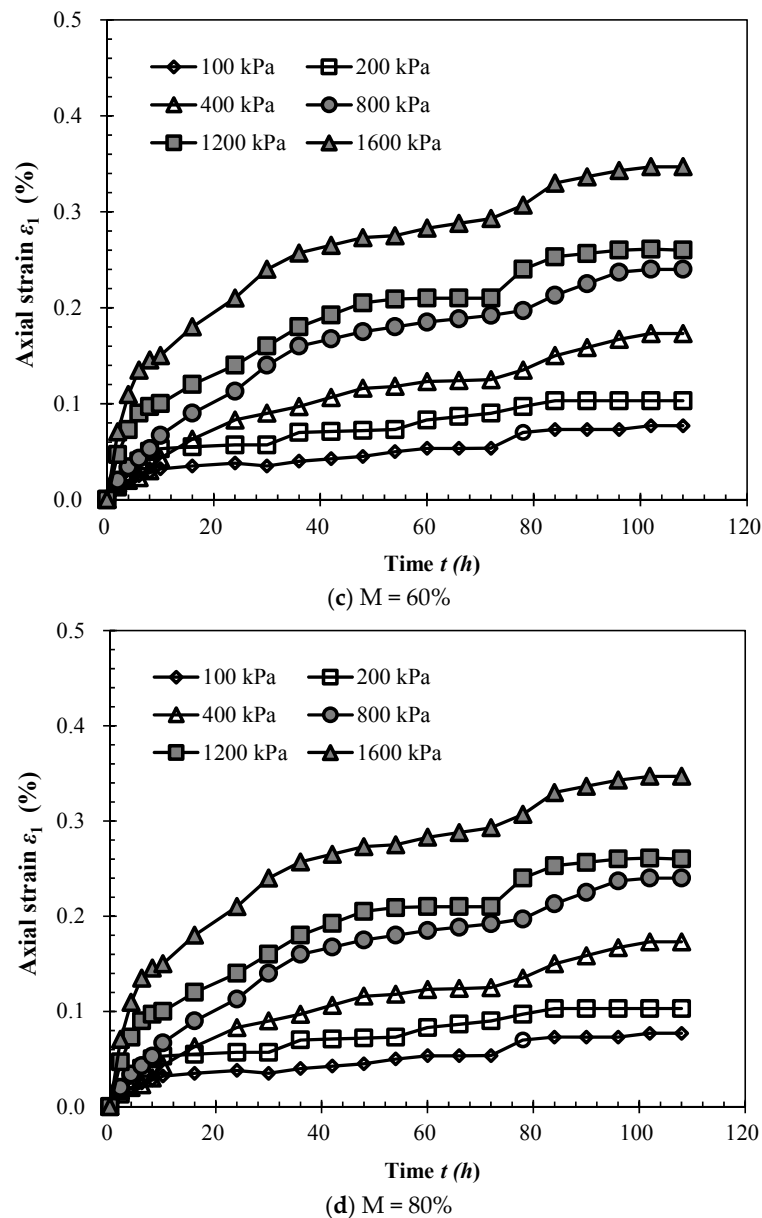 0.5
0.4
0.3
0.2
0.1
0.0
Axial strain ε1 (%)
100 kPa 200 kPa
400 kPa 800 kPa
1200 kPa 1600 kPa
0 20 40 60 80 100 120
Time t (h)
(c) M = 60%
0.5
0.4
0.3
0.2
0.1
0.0
Axial strain ε1 (%)
100 kPa 200 kPa
400 kPa 800 kPa
1200 kPa 1600 kPa
0 20 40 60 80 100 120
Time t (h)
(d) M = 80%